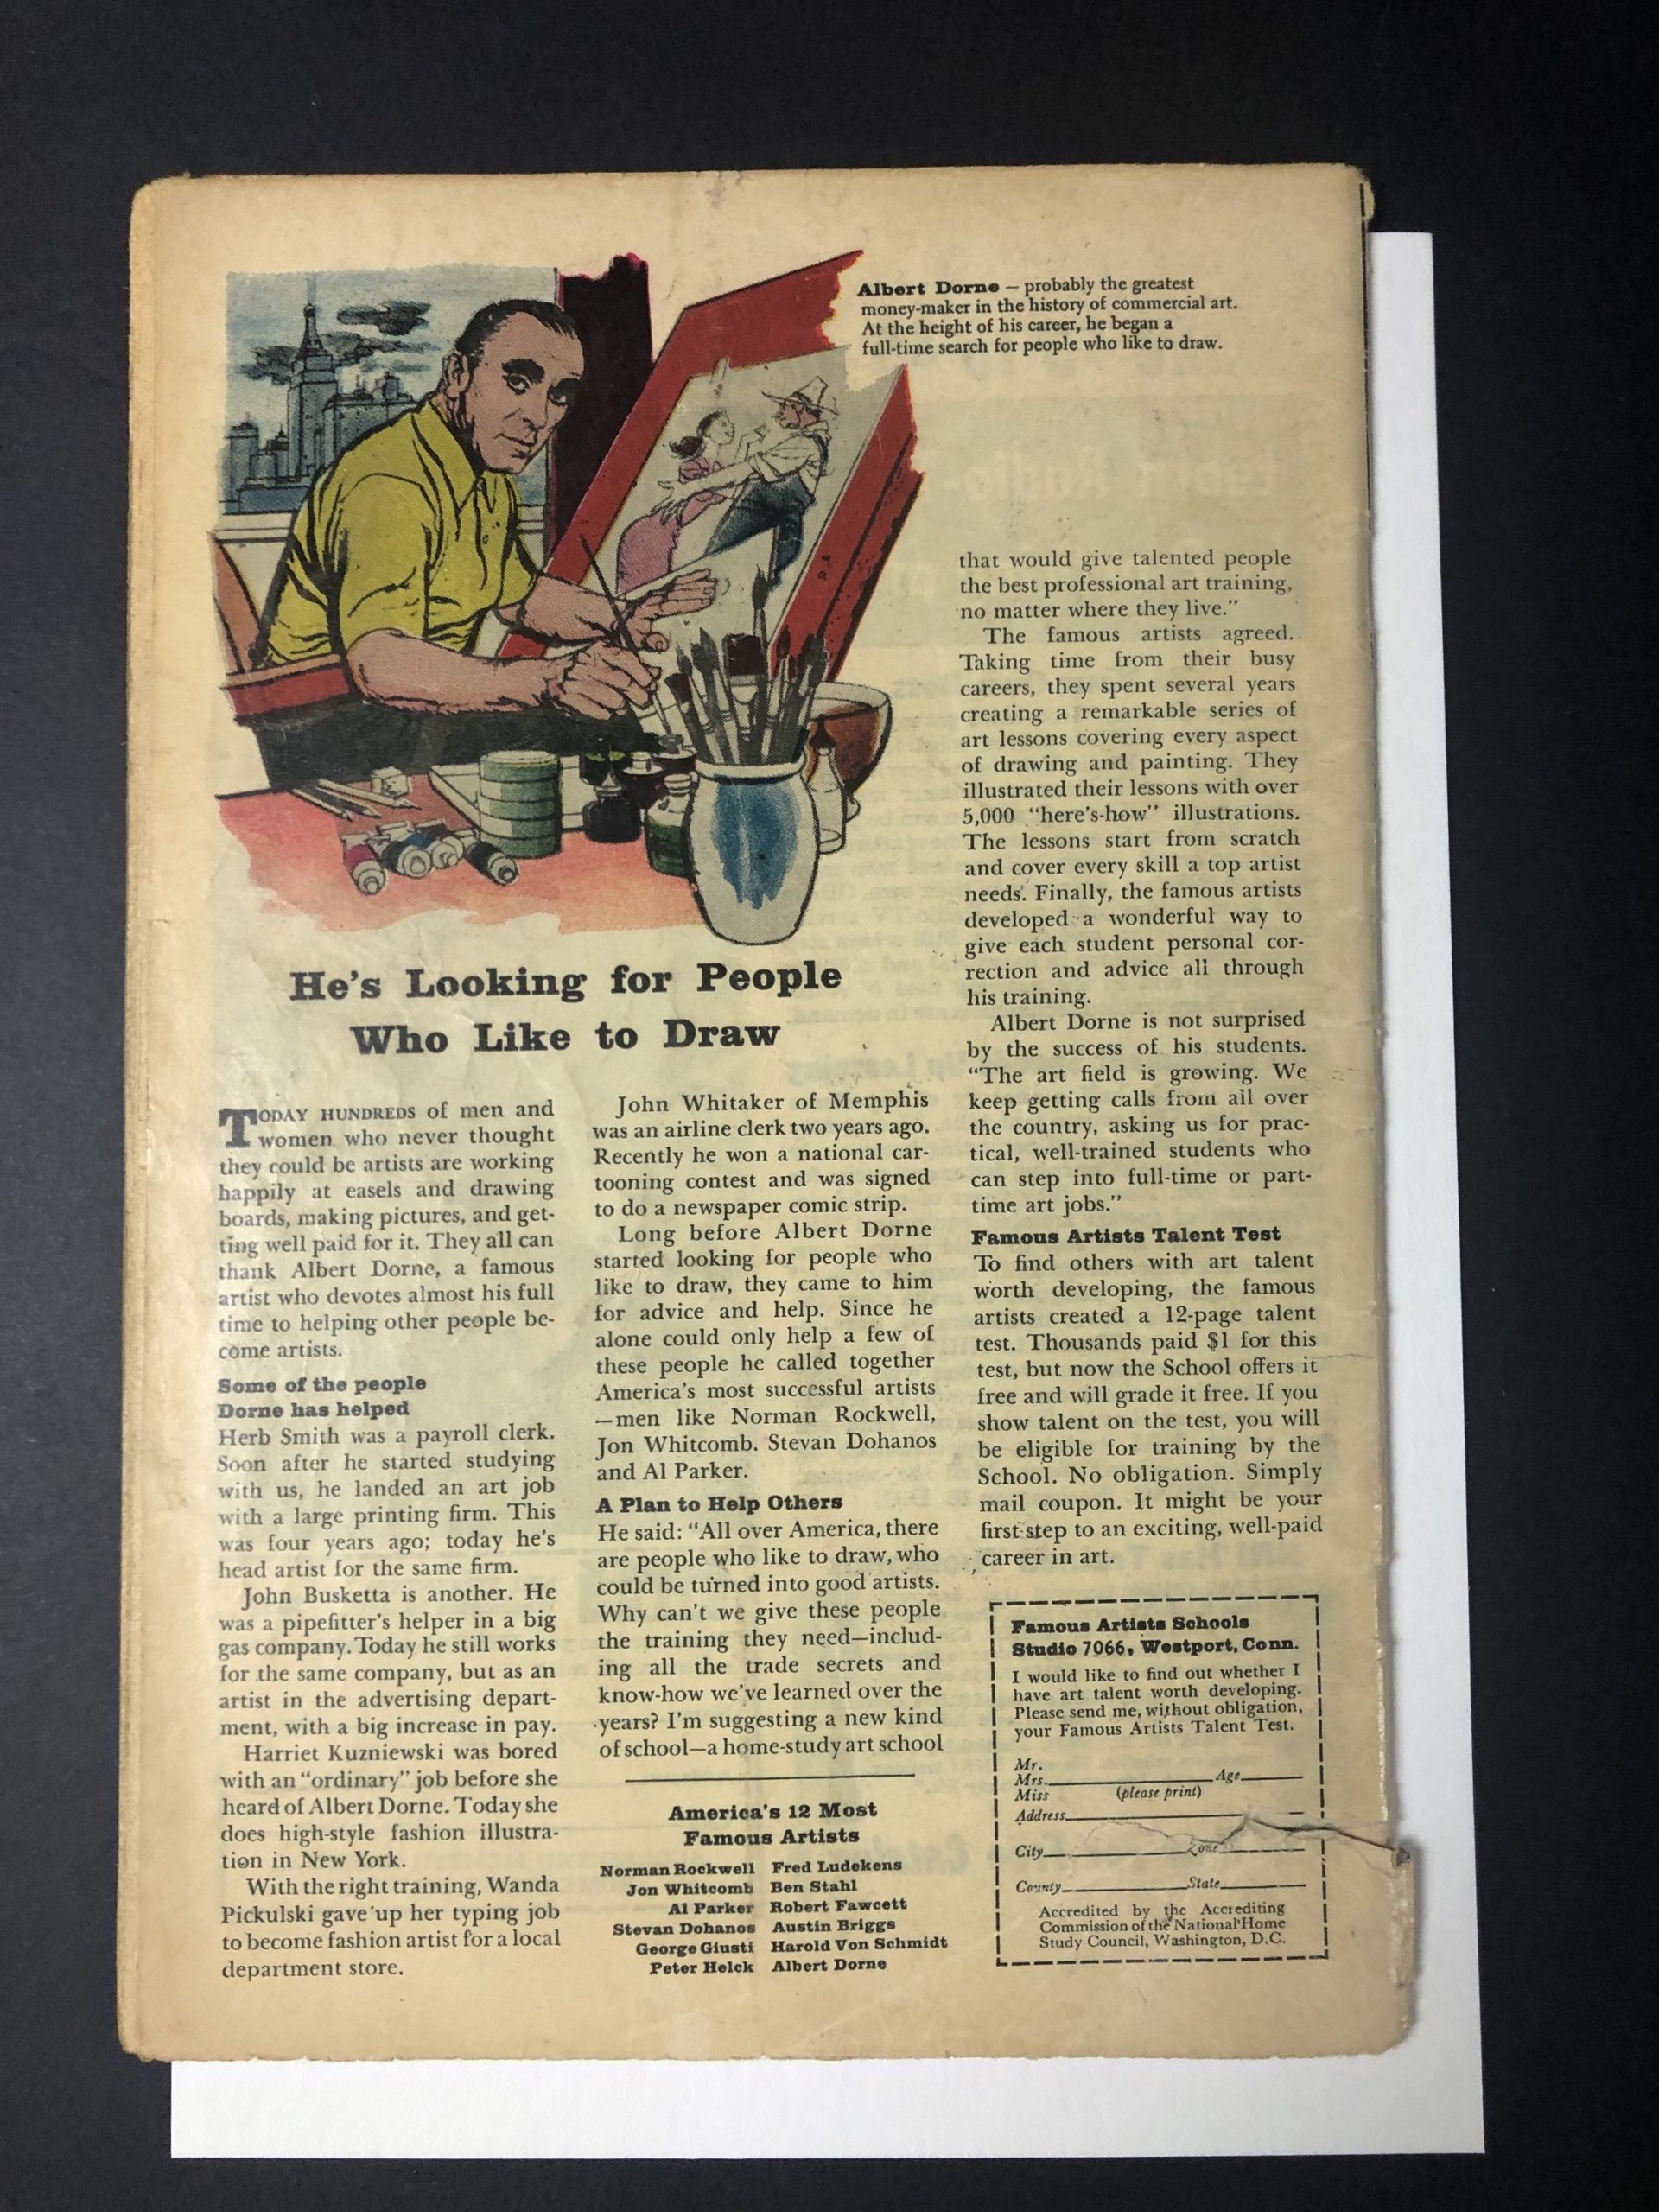 Albert Dorne — probably the greatest
money-maker in the history of commercial art.
At the height of his career, he began a
full-time search for people who like to draw.
He's Looking for People
Who Like to Draw
TODAY HUNDREDS of men and
women who never thought
they could be artists are working
happily at easels and drawing
boards, making pictures, and get-
ting well paid for it. They all can
thank Albert Dorne, a famous
artist who devotes almost his full
time to helping other people be-
come artists.
Some of the people
Dorne has helped
Herb Smith was a payroll clerk.
Soon after he started studying
with us, he landed an art job
with a large printing firm. This
was four years ago; today he's
head artist for the same firm.
John Busketta is another. He
was a pipefitter's helper in a big
gas company. Today he still works
for the same company, but as an
artist in the advertising depart-
ment, with a big increase in pay.
Harriet Kuzniewski was bored
with an "ordinary" job before she
heard of Albert Dorne. Today she
does high-style fashion illustra-
tion in New York.
With the right training, Wanda
Pickulski gave up her typing job
to become fashion artist for a local
department store.
John Whitaker of Memphis
was an airline clerk two years ago.
Recently he won a national car-
tooning contest and was signed
to do a newspaper comic strip.
Long before Albert Dorne
started looking for people who
like to draw, they came to him
for advice and help. Since he
alone could only help a few of
these people he called together
America's most successful artists
—men like Norman Rockwell,
Jon Whitcomb. Stevan Dohanos
and Al Parker.
A Plan to Help Others
He said: "All over America, there
are people who like to draw, who
could be turned into good artists.
Why can't we give these people
the training they need—includ-
ing all the trade secrets and
know-how we've learned over the
years? I'm suggesting a new kind
of school—a home-study art school
America's 12 Most
Famous Artists
Norman Rockwell Fred Ludekens
Jon Whitcomb Ben Stahl
Al Parker Robert Fawcett
Stevan Dohanos Austin Briggs
George Giusti Harold Von Schmidt
Peter Helck Albert Dorne
that would give talented people
the best professional art training,
no matter where they live."
The famous artists agreed.
Taking time from their busy
careers, they spent several years
creating a remarkable series of
art lessons covering every aspect
of drawing and painting. They
illustrated their lessons with over
5,000 "here's-how" illustrations.
The lessons start from scratch
and cover every skill a top artist
needs. Finally, the famous artists
developed a wonderful way to
give each student personal cor-
rection and advice all through
his training.
Albert Dorne is not surprised
by the success of his students.
"The art field is growing. We
keep getting calls from all over
the country, asking us for prac-
tical, well-trained students who
can step into full-time or part-
time art jobs."
Famous Artists Talent Test
To find others with art talent
worth developing, the famous
artists created a 12-page talent
test. Thousands paid $1 for this
test, but now the School offers it
free and will grade it free. If you
show talent on the test, you will
be eligible for training by the
School. No obligation. Simply
mail coupon. It might be your
first step to an exciting, well-paid
career in art.
Famous Artists Schools
Studio 7066, Westport, Conn.
I would like to find out whether I
have art talent worth developing.
Please send me, without obligation,
your Famous Artists Talent Test.
Mr.
Mrs. Age
Miss (please print)
Address
City Zone
County State
Accredited by the Accrediting
Commission of the National Home
Study Council, Washington, D.C.